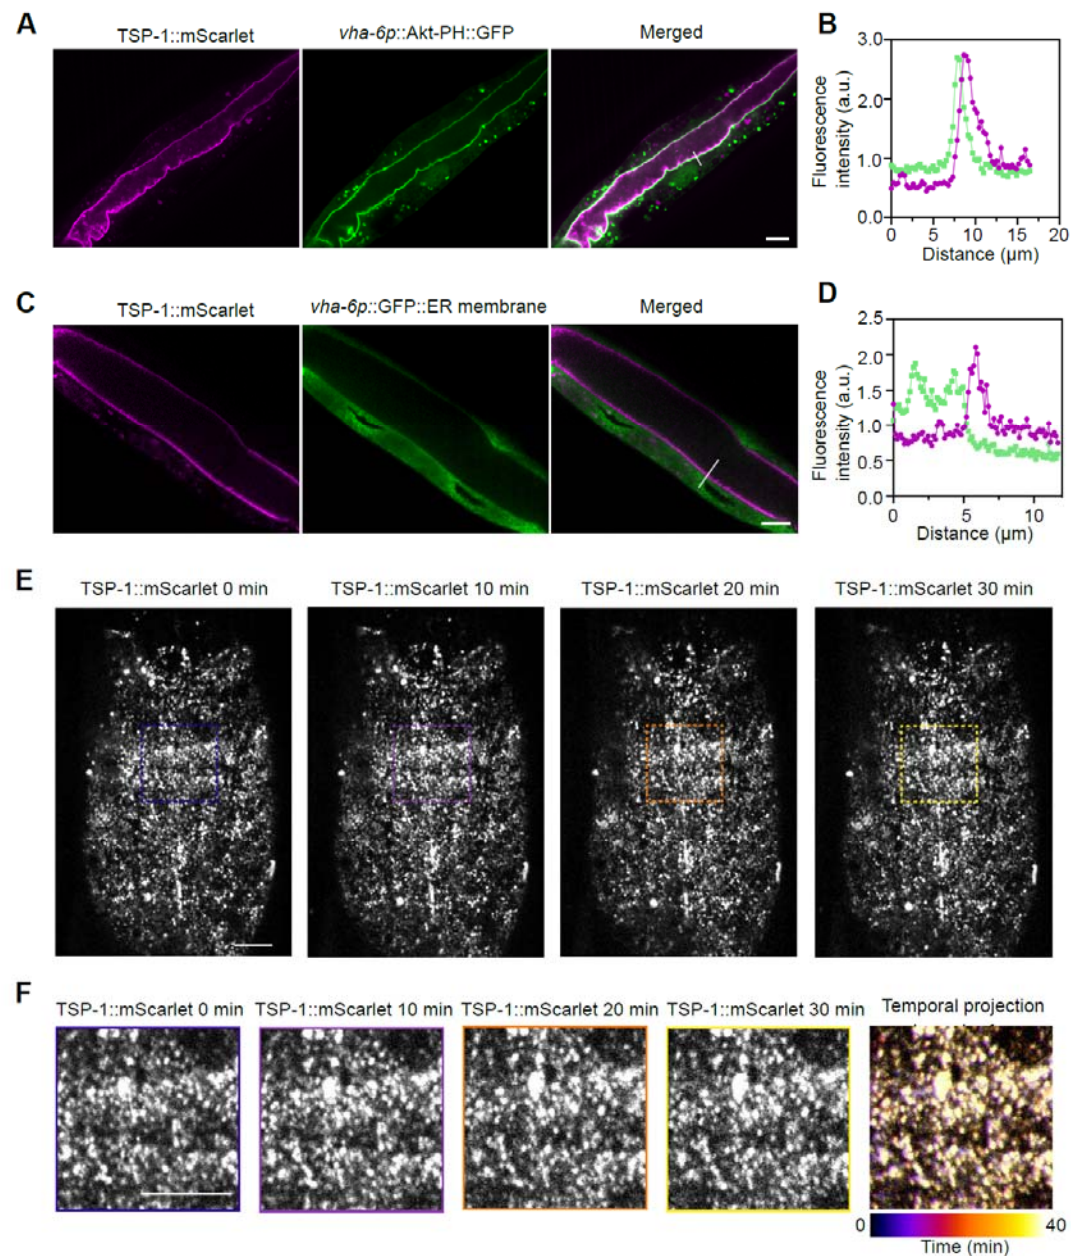 A
TSP-1::mScarlet
vha-6p::Akt-PH::GFP
Merged
B
Fluorescence
intensity (a.u.)
3.0
2.0
1.0
0.0
0 5 10 15 20
Distance (µm)
C
TSP-1::mScarlet
vha-6p::GFP::ER membrane
Merged
D
Fluorescence
intensity (a.u.)
2.5
2.0
1.5
1.0
0.5
0.0
0 5 10
Distance (µm)
E
TSP-1::mScarlet 0 min
TSP-1::mScarlet 10 min
TSP-1::mScarlet 20 min
TSP-1::mScarlet 30 min
F
TSP-1::mScarlet 0 min
TSP-1::mScarlet 10 min
TSP-1::mScarlet 20 min
TSP-1::mScarlet 30 min
Temporal projection
0 40
Time (min)